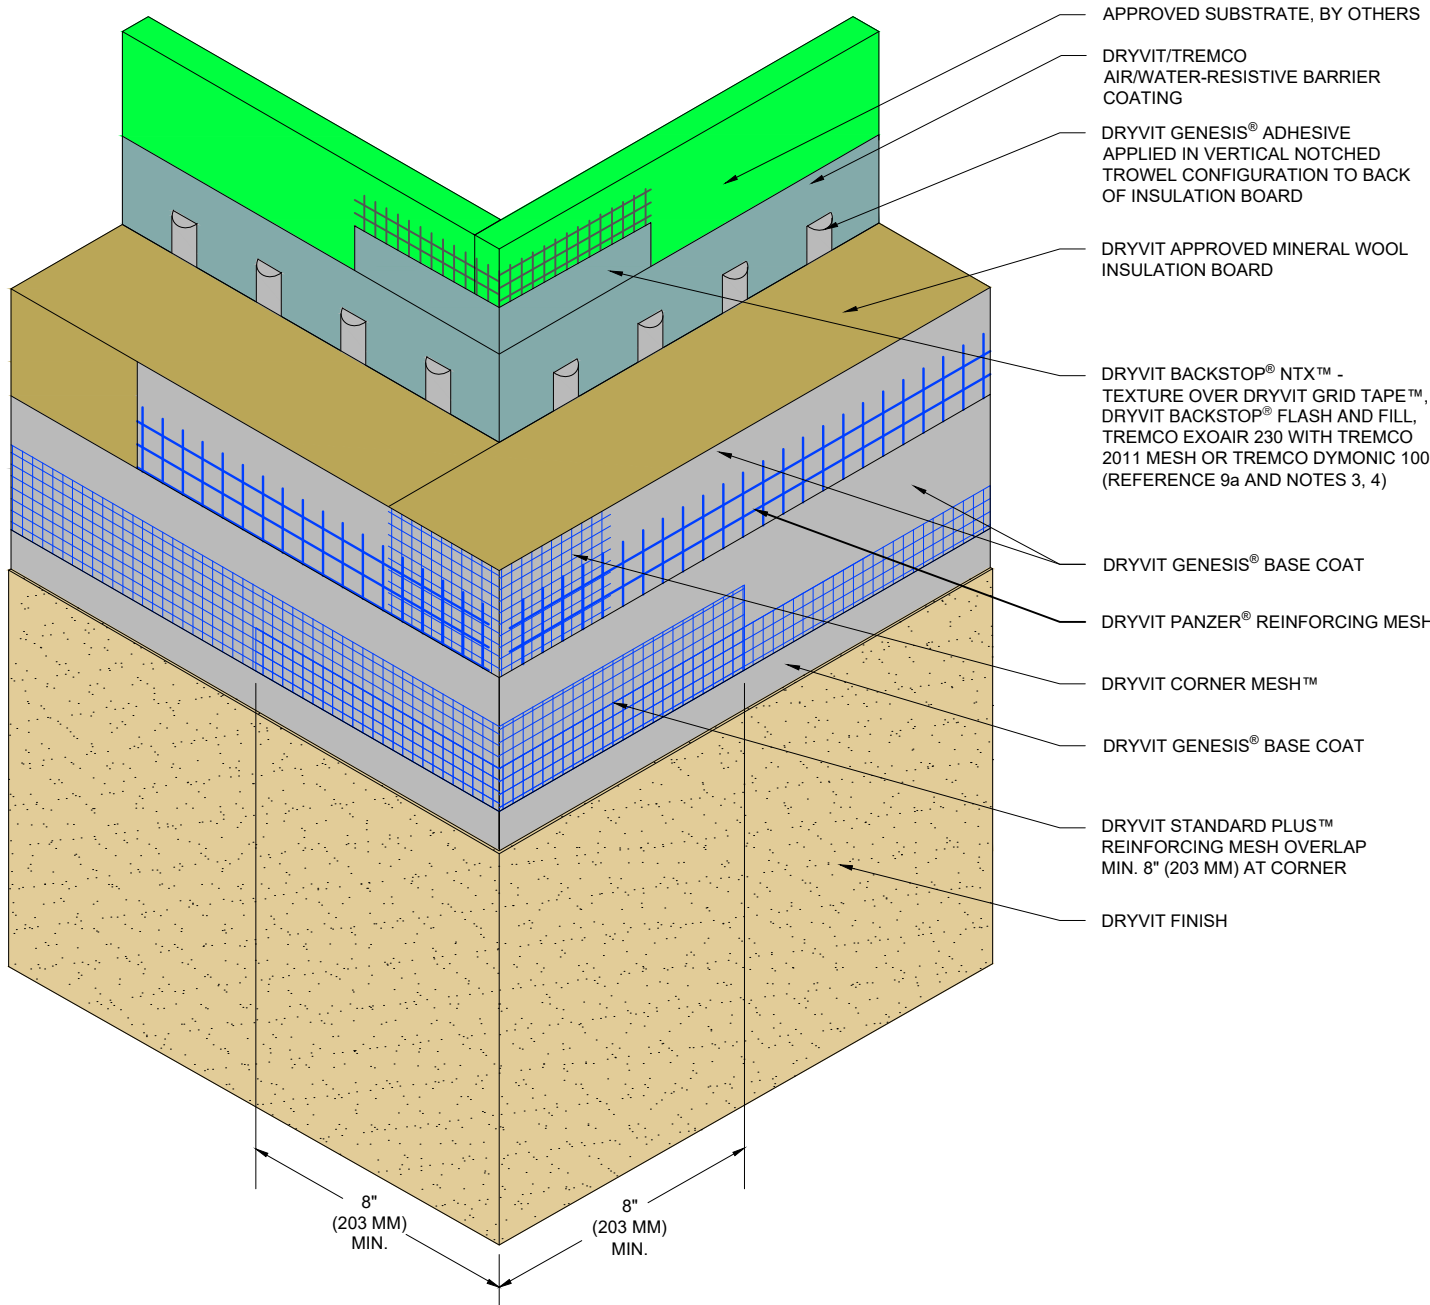 APPROVED SUBSTRATE, BY OTHERS
DRYVIT/TREMCO
AIR/WATER-RESISTIVE BARRIER
COATING
DRYVIT GENESIS® ADHESIVE
APPLIED IN VERTICAL NOTCHED
TROWEL CONFIGURATION TO BACK
OF INSULATION BOARD
DRYVIT APPROVED MINERAL WOOL
INSULATION BOARD
DRYVIT BACKSTOP® NTX™ -
TEXTURE OVER DRYVIT GRID TAPE™,
DRYVIT BACKSTOP® FLASH AND FILL,
TREMCO EXOAIR 230 WITH TREMCO
2011 MESH OR TREMCO DYMONIC 100
(REFERENCE 9a AND NOTES 3, 4)
DRYVIT GENESIS® BASE COAT
DRYVIT PANZER® REINFORCING MESH
DRYVIT CORNER MESH™
DRYVIT GENESIS® BASE COAT
DRYVIT STANDARD PLUS™
REINFORCING MESH OVERLAP
MIN. 8" (203 MM) AT CORNER
DRYVIT FINISH
8"
(203 MM)
MIN.
8"
(203 MM)
MIN.